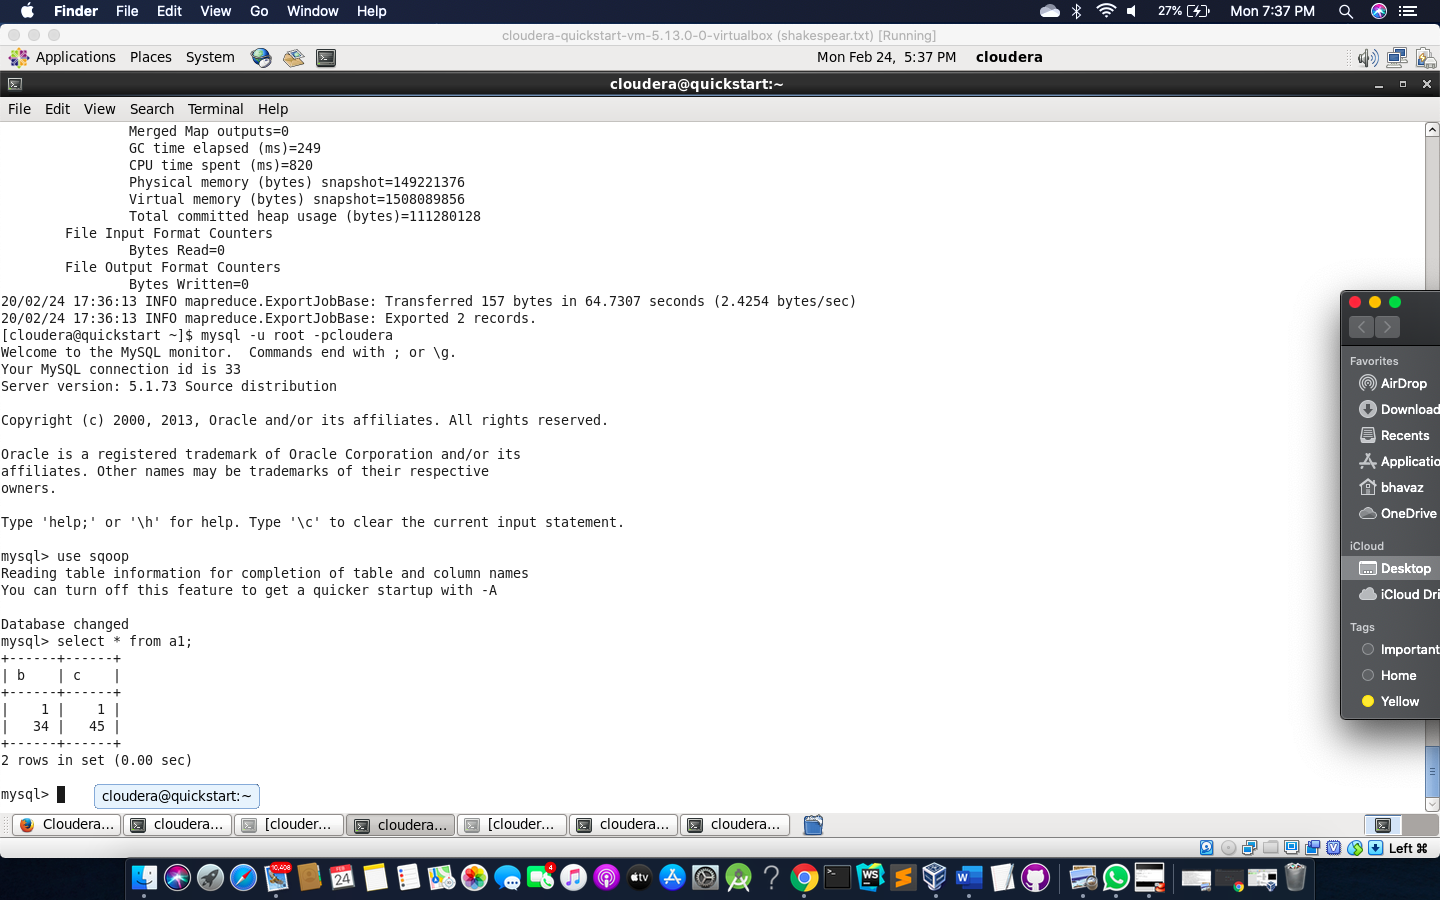 Finder File Edit View Go Window Help 27% Mon 7:37 PM
cloudera-quickstart-vm-5.13.0-0-virtualbox (shakespear.txt) [Running]
Applications Places System Mon Feb 24, 5:37 PM cloudera
cloudera@quickstart:~
File Edit View Search Terminal Help
Merged Map outputs=0
GC time elapsed (ms)=249
CPU time spent (ms)=820
Physical memory (bytes) snapshot=149221376
Virtual memory (bytes) snapshot=1508089856
Total committed heap usage (bytes)=111280128
File Input Format Counters
Bytes Read=0
File Output Format Counters
Bytes Written=0
20/02/24 17:36:13 INFO mapreduce.ExportJobBase: Transferred 157 bytes in 64.7307 seconds (2.4254 bytes/sec)
20/02/24 17:36:13 INFO mapreduce.ExportJobBase: Exported 2 records.
[cloudera@quickstart ~]$ mysql -u root -pcloudera
Welcome to the MySQL monitor.  Commands end with ; or \g.
Your MySQL connection id is 33
Server version: 5.1.73 Source distribution
Copyright (c) 2000, 2013, Oracle and/or its affiliates. All rights reserved.
Oracle is a registered trademark of Oracle Corporation and/or its
affiliates. Other names may be trademarks of their respective
owners.
Type 'help;' or '\h' for help. Type '\c' to clear the current input statement.
mysql> use sqoop
Reading table information for completion of table and column names
You can turn off this feature to get a quicker startup with -A
Database changed
mysql> select * from a1;
+------+------+
| b    | c    |
+------+------+
|    1 |    1 |
|   34 |   45 |
+------+------+
2 rows in set (0.00 sec)
mysql>
cloudera@quickstart:~
Favorites
AirDrop
Download
Recents
Applicatio
bhavaz
OneDrive
iCloud
Desktop
iCloud Dri
Tags
Important
Home
Yellow
Cloudera... cloudera... [clouder... cloudera... [clouder... cloudera... cloudera...
Left ⌘
10,408 FEB 24 4 tv WS W